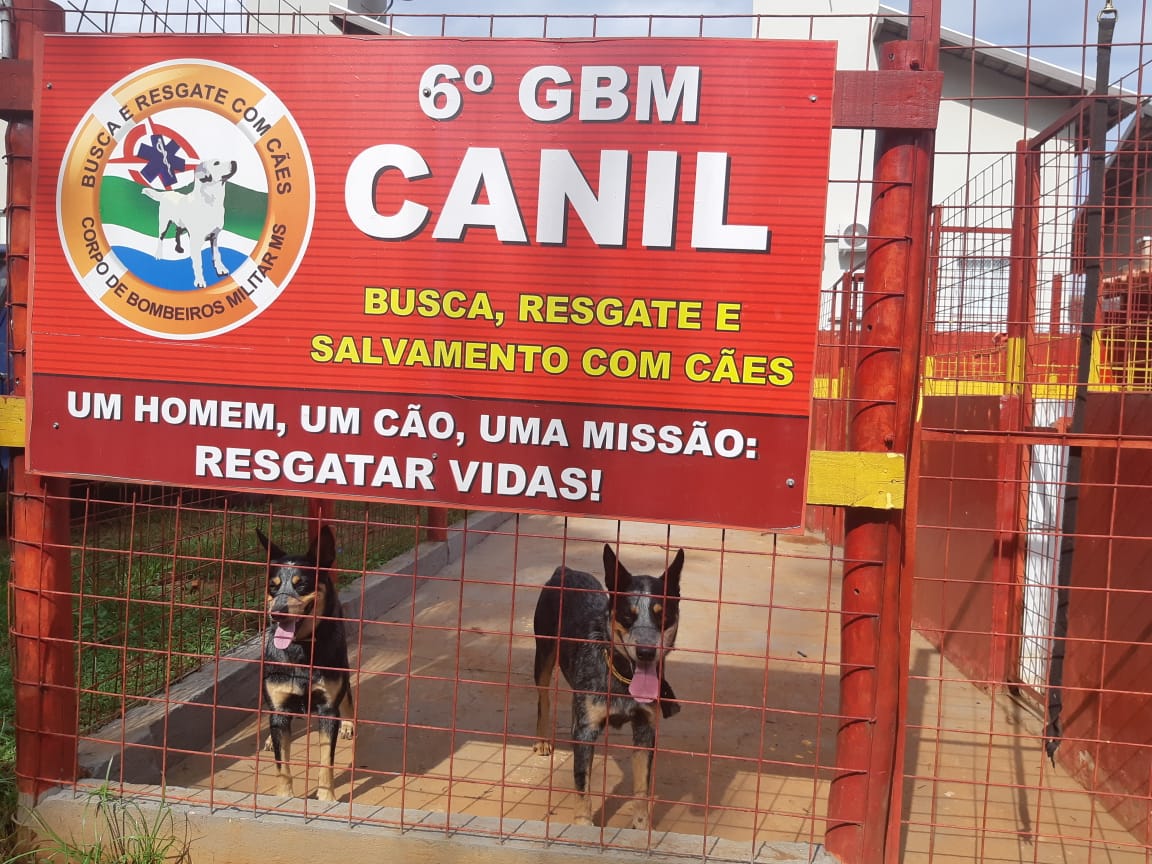 BUSCA E RESGATE COM CÃES
CORPO DE BOMBEIROS MILITAR MS
6º GBM
CANIL
BUSCA, RESGATE E
SALVAMENTO COM CÃES
UM HOMEM, UM CÃO, UMA MISSÃO:
RESGATAR VIDAS!